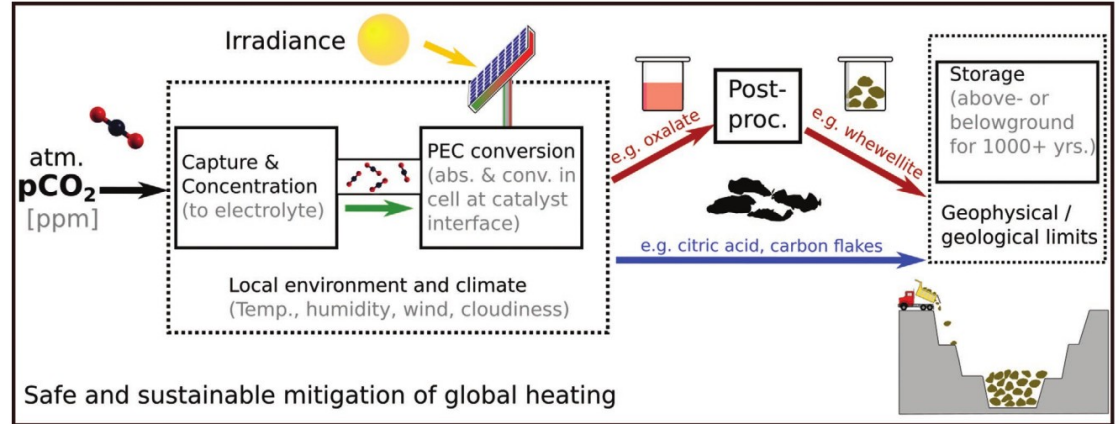 Irradiance
atm.
pCO₂
[ppm]
Capture &
Concentration
(to electrolyte)
PEC conversion
(abs. & conv. in
cell at catalyst
interface)
Local environment and climate
(Temp., humidity, wind, cloudiness)
e.g. oxalate
Post-
proc.
e.g. whewellite
e.g. citric acid, carbon flakes
Storage
(above- or
belowground
for 1000+ yrs.)
Geophysical /
geological limits
Safe and sustainable mitigation of global heating